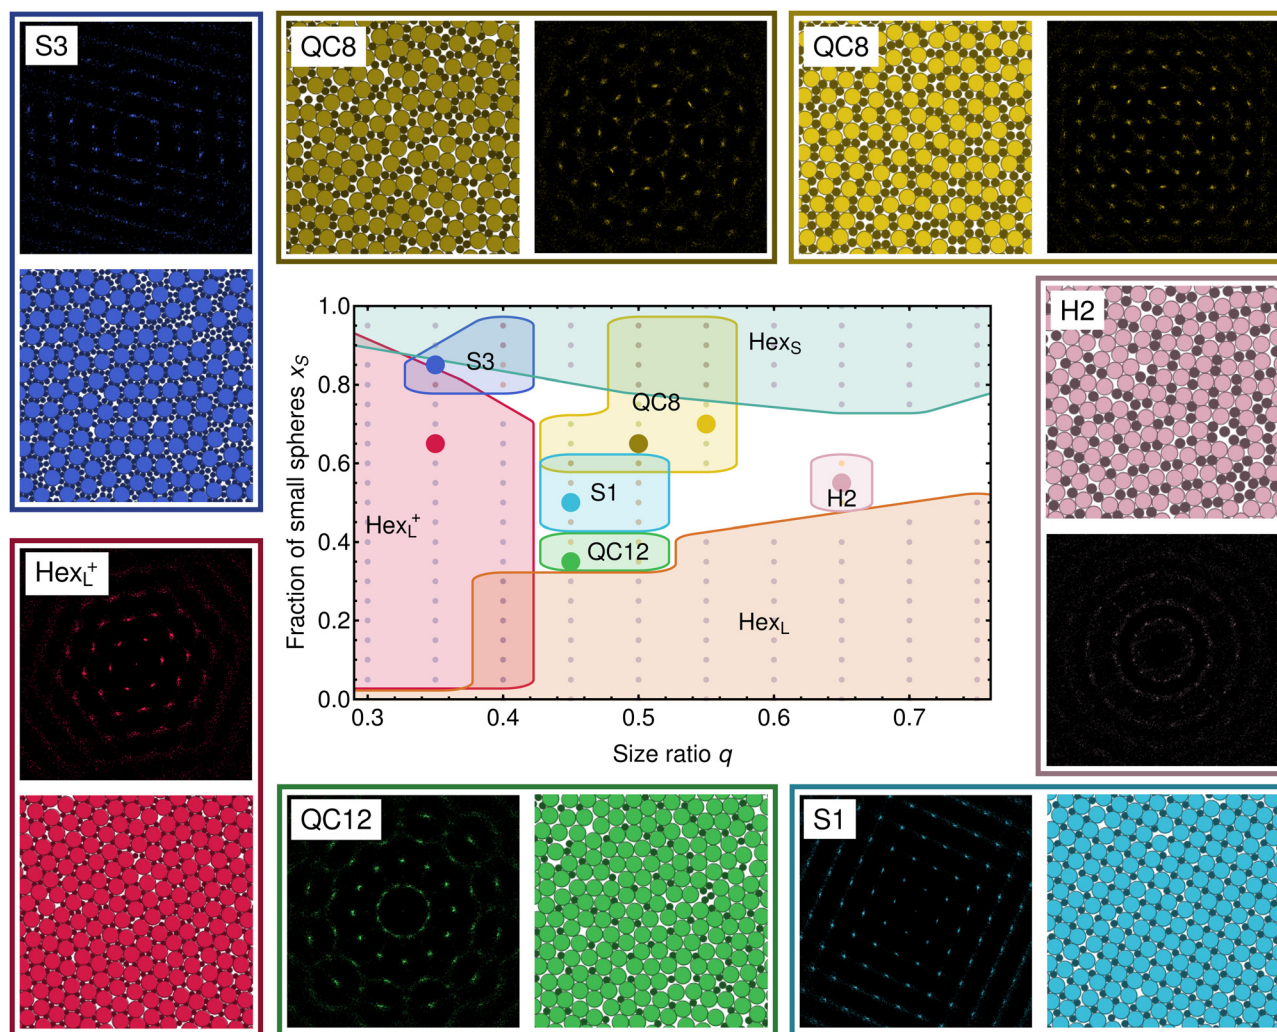 S3
QC8
QC8
H2
Hex_L^+
QC12
S1
1.0
0.8
0.6
0.4
0.2
0.0
0.3
0.4
0.5
0.6
0.7
Fraction of small spheres x_S
Size ratio q
Hex_S
S3
QC8
S1
H2
Hex_L^+
QC12
Hex_L